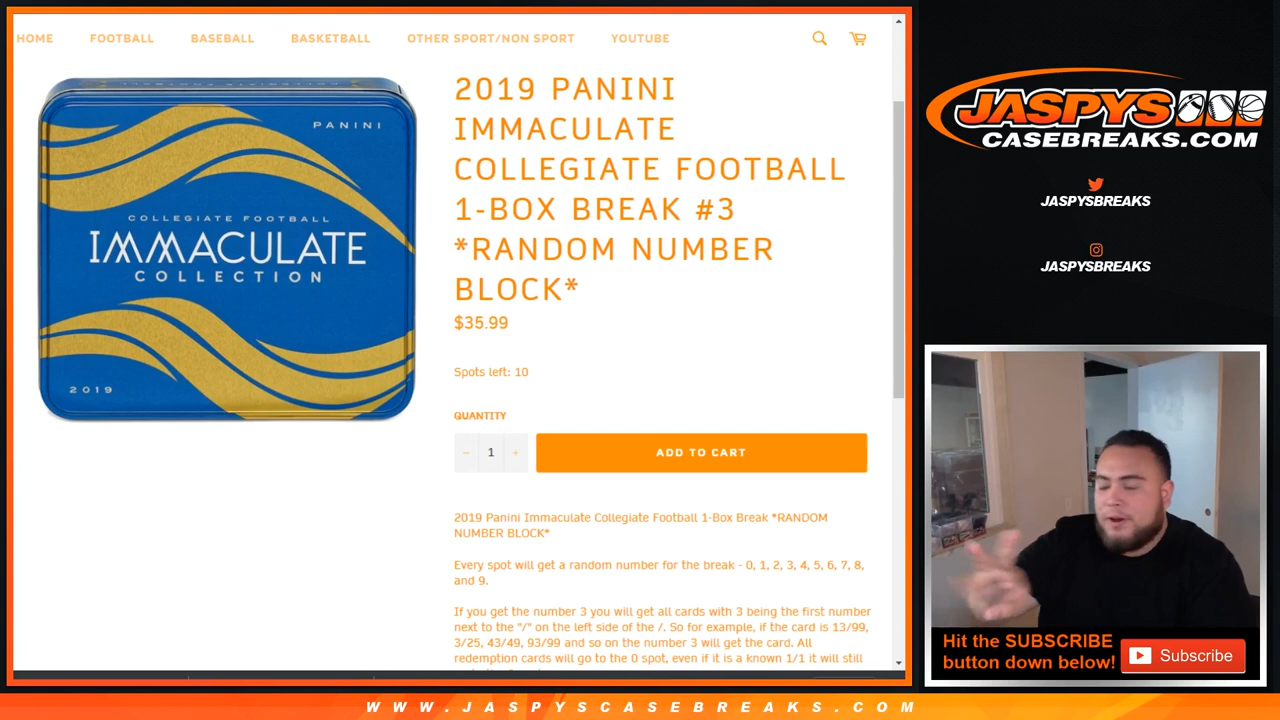 HOME FOOTBALL BASEBALL BASKETBALL OTHER SPORT/NON SPORT YOUTUBE
PANINI
COLLEGIATE FOOTBALL
IMMACULATE
COLLECTION
2019
2019 PANINI
IMMACULATE
COLLEGIATE FOOTBALL
1-BOX BREAK #3
*RANDOM NUMBER
BLOCK*
$35.99
Spots left: 10
QUANTITY
− 1 +
ADD TO CART
2019 Panini Immaculate Collegiate Football 1-Box Break *RANDOM
NUMBER BLOCK*
Every spot will get a random number for the break - 0, 1, 2, 3, 4, 5, 6, 7, 8,
and 9.
If you get the number 3 you will get all cards with 3 being the first number
next to the "/" on the left side of the /. So for example, if the card is 13/99,
3/25, 43/49, 93/99 and so on the number 3 will get the card. All
redemption cards will go to the 0 spot, even if it is a known 1/1 it will still
JASPYS
CASEBREAKS.COM
JASPYSBREAKS
JASPYSBREAKS
Hit the SUBSCRIBE
button down below!
Subscribe
WWW.JASPYSCASEBREAKS.COM